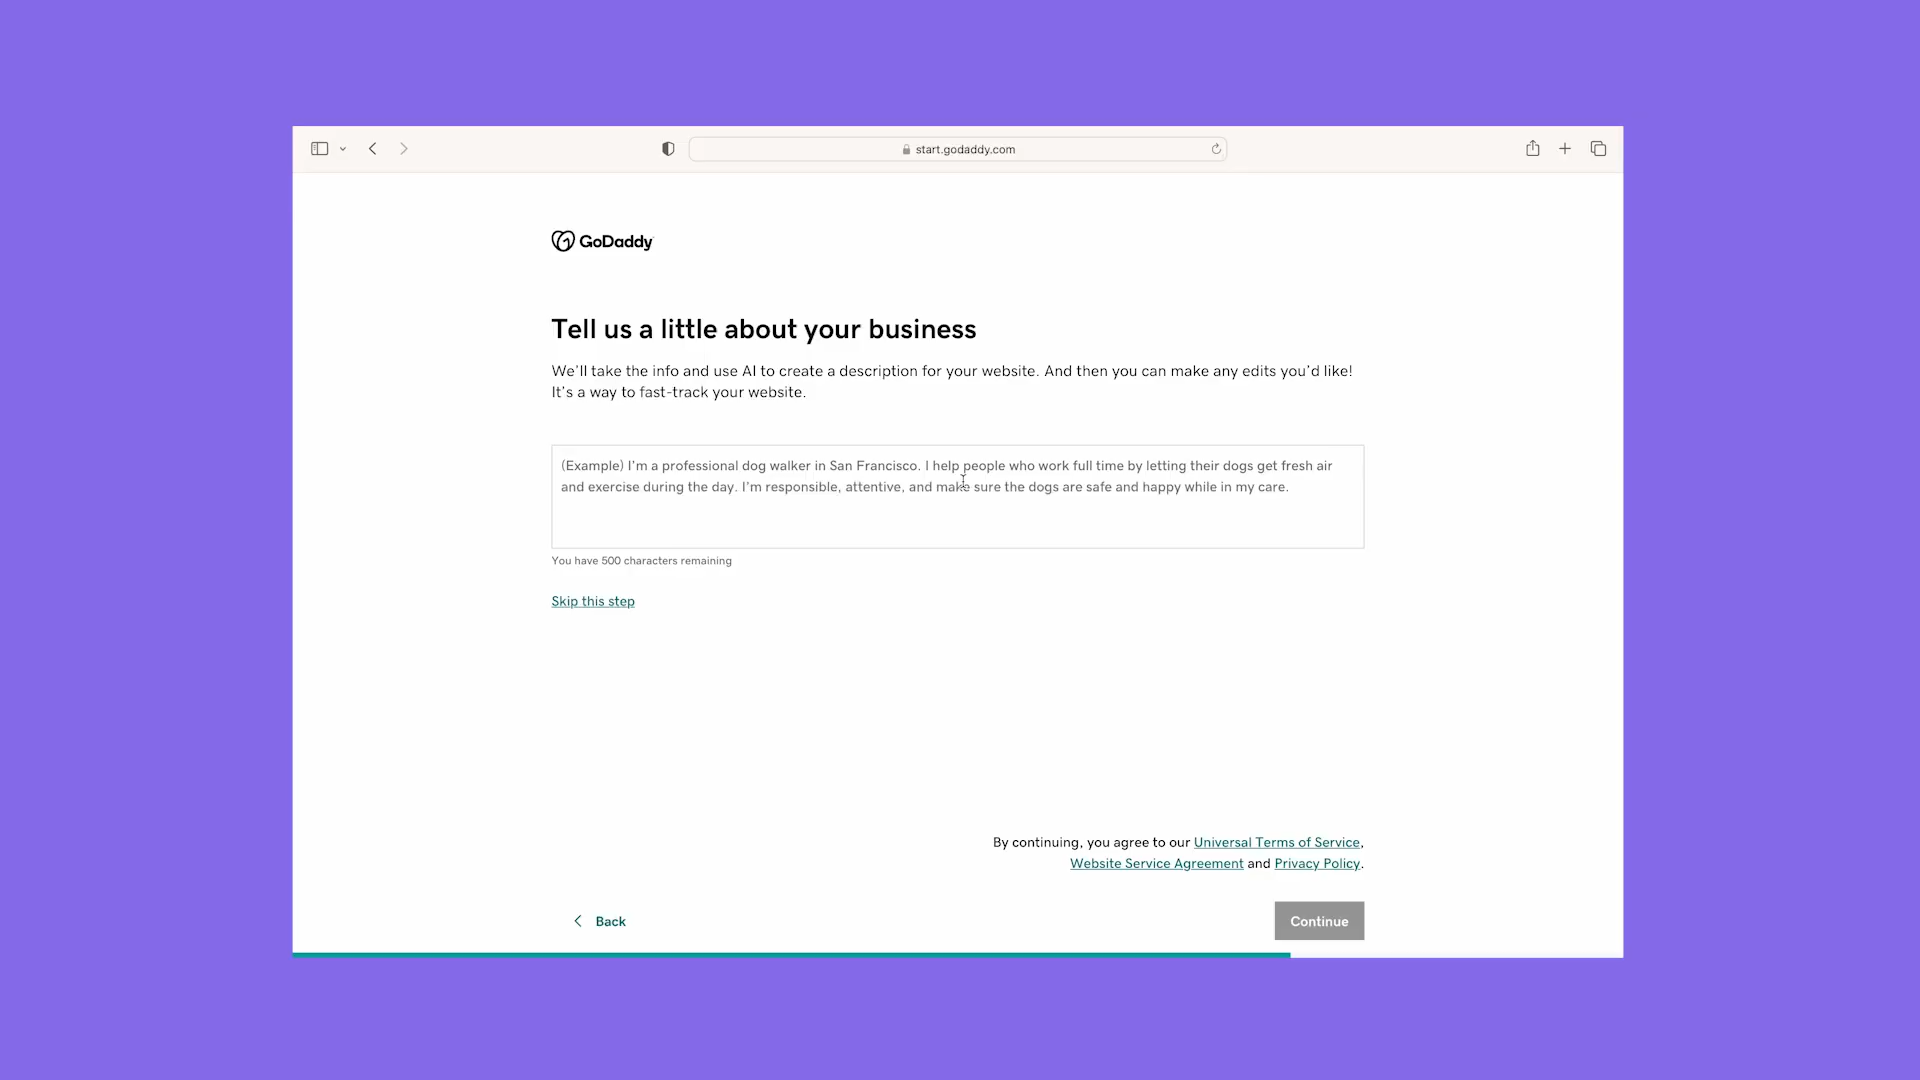 start.godaddy.com
GoDaddy
Tell us a little about your business
We'll take the info and use AI to create a description for your website. And then you can make any edits you'd like!
It's a way to fast-track your website.
(Example) I'm a professional dog walker in San Francisco. I help people who work full time by letting their dogs get fresh air
and exercise during the day. I'm responsible, attentive, and make sure the dogs are safe and happy while in my care.
You have 500 characters remaining
Skip this step
By continuing, you agree to our Universal Terms of Service,
Website Service Agreement and Privacy Policy.
Back
Continue